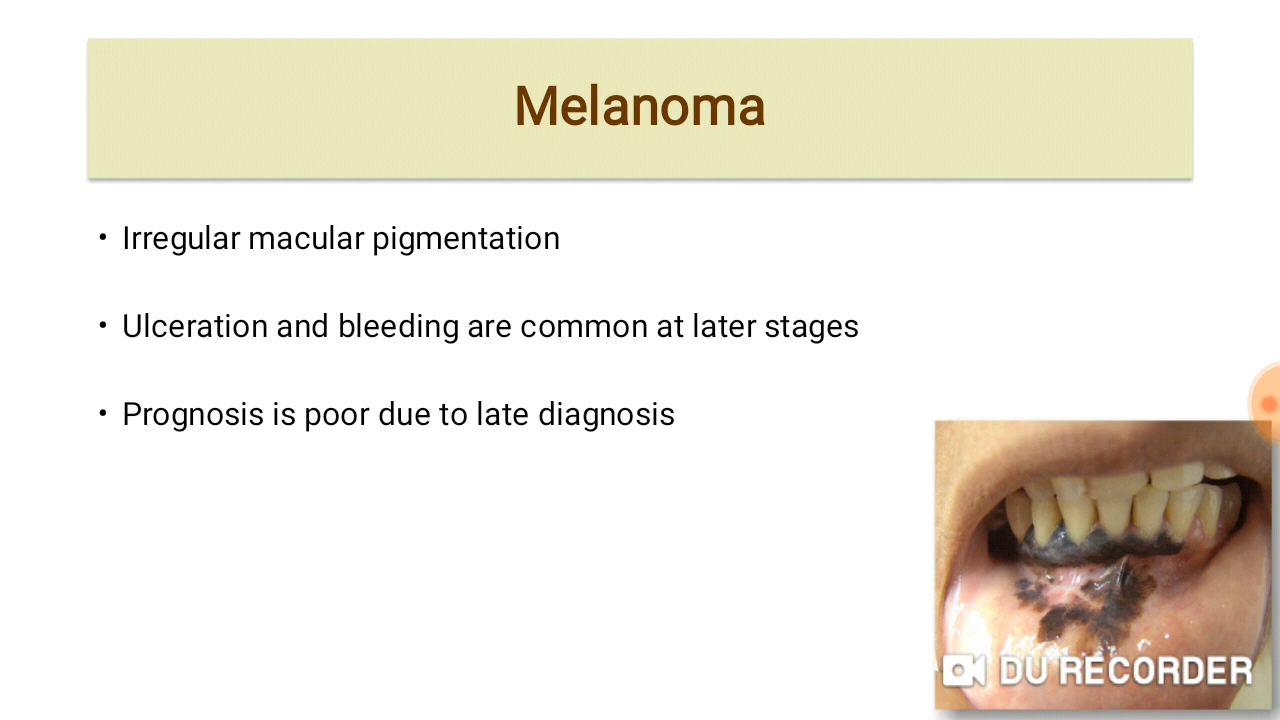 Melanoma
• Irregular macular pigmentation
• Ulceration and bleeding are common at later stages
• Prognosis is poor due to late diagnosis
DU RECORDER